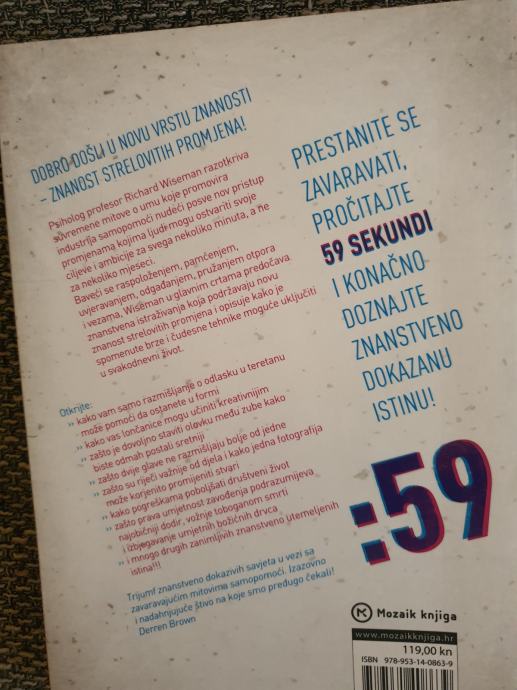 DOBRO DOŠLI U NOVU VRSTU ZNANOSTI
– ZNANOST STRELOVITIH PROMJENA!
Psiholog profesor Richard Wiseman razotkriva
suvremene mitove o umu koje promovira
industrija samopomoći nudeći posve nov pristup
promjenama kojima ljudi mogu ostvariti svoje
ciljeve i ambicije za svega nekoliko minuta, a ne
za nekoliko mjeseci.
Baveći se raspoloženjem, pamćenjem,
uvjeravanjem, odgađanjem, pružanjem otpora
i vezama, Wiseman u glavnim crtama predočava
znanstvena istraživanja koja podržavaju novu
znanost strelovitih promjena i opisuje kako je
spomenute brze i čudesne tehnike moguće uključiti
u svakodnevni život.
Otkrijte:
›› kako vam samo razmišljanje o odlasku u teretanu
može pomoći da ostanete u formi
›› kako vas lončanice mogu učiniti kreativnijim
›› zašto je dovoljno staviti olovku među zube kako
biste odmah postali sretniji
›› zašto dvije glave ne razmišljaju bolje od jedne
›› zašto su riječi važnije od djela i kako jedna fotografija
može korjenito promijeniti stvari
›› kako pogreškama poboljšati društveni život
›› zašto prava umjetnost zavođenja podrazumijeva
najobičniji dodir, vožnje toboganom smrti
i izbjegavanje umjetnih božićnih drvca
›› i mnogo drugih zanimljivih znanstveno utemeljenih
istina!!!
Trijumf znanstveno dokazivih savjeta u vezi sa
zavaravajućim mitovima samopomoći. Izazovno
i nadahnjujuće štivo na koje smo predugo čekali!
Derren Brown
PRESTANITE SE
ZAVARAVATI,
PROČITAJTE
59 SEKUNDI
I KONAČNO
DOZNAJTE
ZNANSTVENO
DOKAZANU
ISTINU!
:59
Mozaik knjiga
www.mozaikknjiga.hr
119,00 kn
ISBN 978-953-14-0863-9